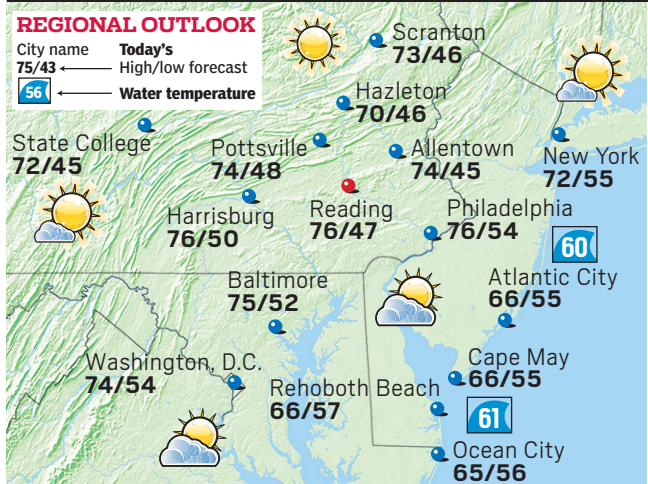 REGIONAL OUTLOOK
City name Today's
75/43 High/low forecast
56 Water temperature
Scranton
73/46
Hazleton
70/46
State College
72/45
Pottsville
74/48
Allentown
74/45
New York
72/55
Harrisburg
76/50
Reading
76/47
Philadelphia
76/54
60
Baltimore
75/52
Atlantic City
66/55
Washington, D.C.
74/54
Rehoboth Beach
66/57
Cape May
66/55
61
Ocean City
65/56